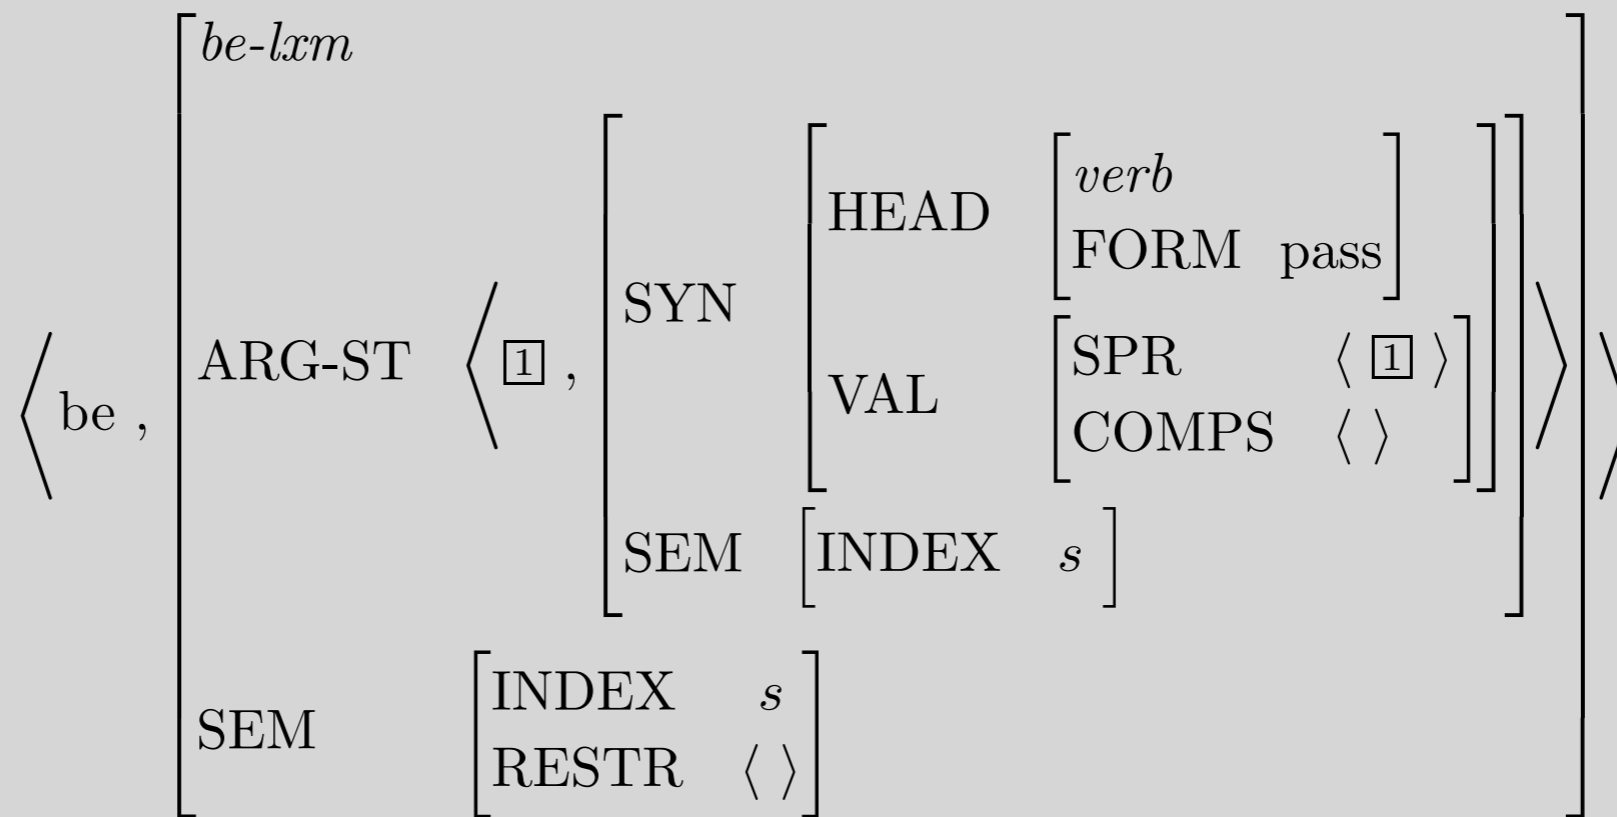 be-lxm
verb
HEAD
FORM pass
SYN
SPR ⟨ 1 ⟩
ARG-ST ⟨ 1 ,
VAL
⟨ be ,
COMPS ⟨ ⟩
SEM [INDEX s ]
INDEX s
SEM
RESTR ⟨ ⟩